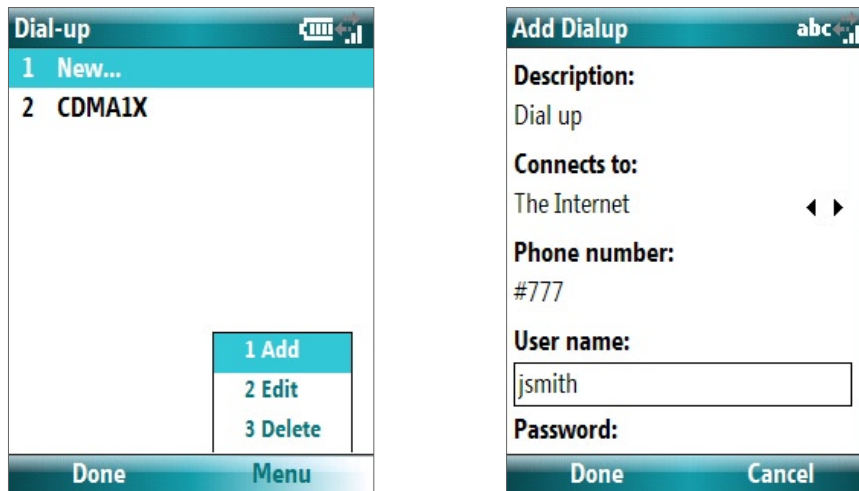 Dial-up
1 New...
2 CDMA1X
1 Add
2 Edit
3 Delete
Done Menu
Add Dialup abc
Description:
Dial up
Connects to:
The Internet
Phone number:
#777
User name:
jsmith
Password:
Done Cancel